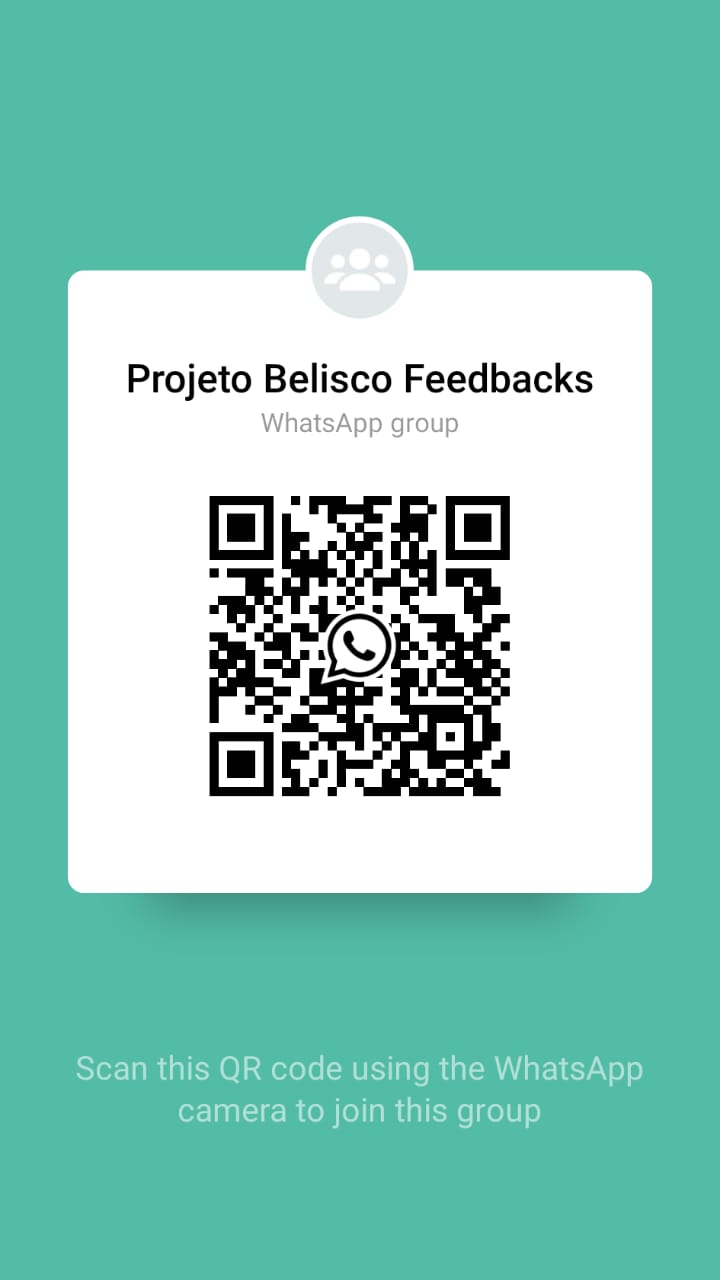 Projeto Belisco Feedbacks
WhatsApp group
Scan this QR code using the WhatsApp
camera to join this group